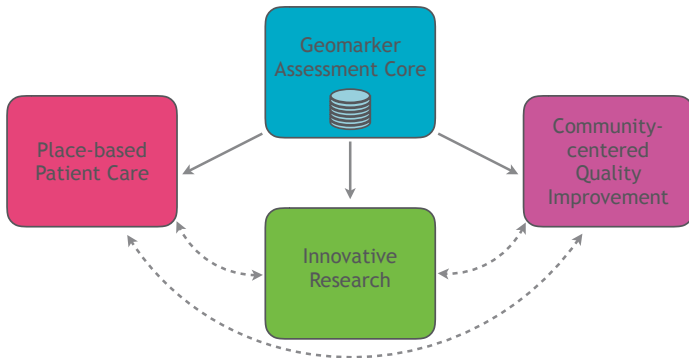 Geomarker
Assessment Core
Place-based
Patient Care
Community-
centered
Quality
Improvement
Innovative
Research